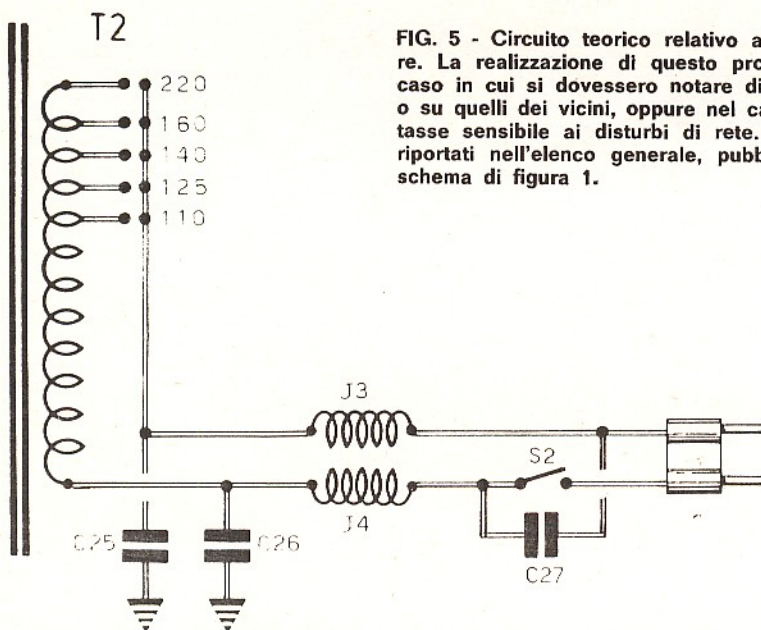 T2
FIG. 5 - Circuito teorico relativo a
re. La realizzazione di questo pro
caso in cui si dovessero notare di
o su quelli dei vicini, oppure nel ca
tasse sensibile ai disturbi di rete.
riportati nell'elenco generale, pubb
schema di figura 1.
220
160
140
125
110
J3
S2
J4
C25
C26
C27